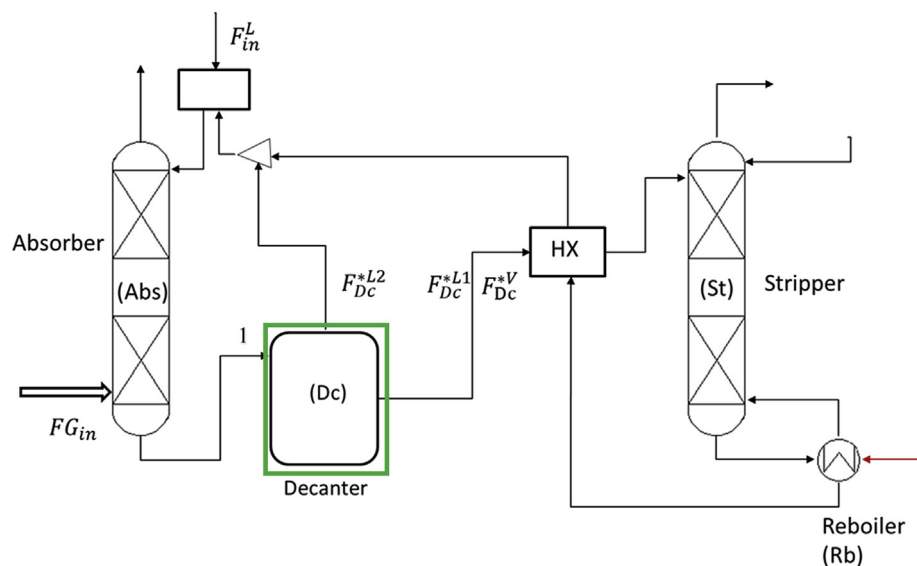 $F_{in}^{L}$
Absorber
(Abs)
$FG_{in}$
1
$F_{Dc}^{*L2}$
(Dc)
Decanter
$F_{Dc}^{*L1}$ $F_{Dc}^{*V}$
HX
(St)
Stripper
Reboiler
(Rb)